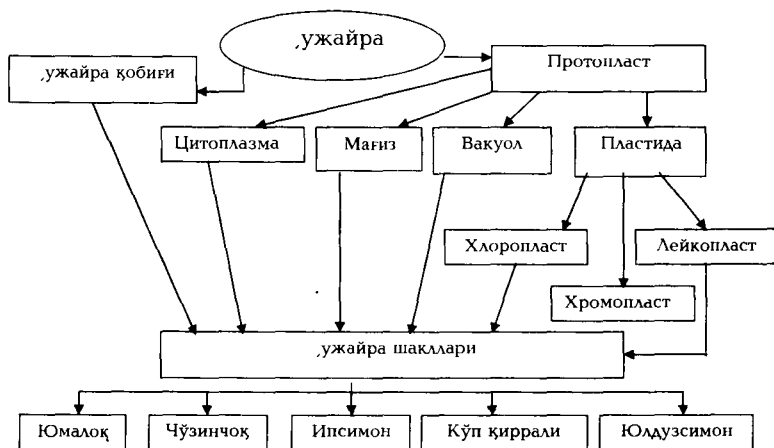 ‚ужайра
‚ужайра қобиғи
Протопласт
Цитоплазма
Мағиз
Вакуол
Пластида
Хлоропласт
Лейкопласт
Хромопласт
‚ужайра шакллари
Юмалоқ
Чўзинчоқ
Ипсимон
Кўп қиррали
Юлдузсимон